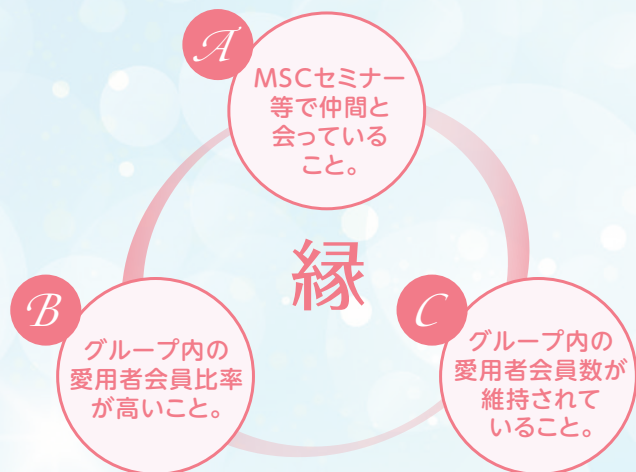 A
MSCセミナー
等で仲間と
会っている
こと。
縁
B
グループ内の
愛用者会員比率
が高いこと。
C
グループ内の
愛用者会員数が
維持されて
いること。